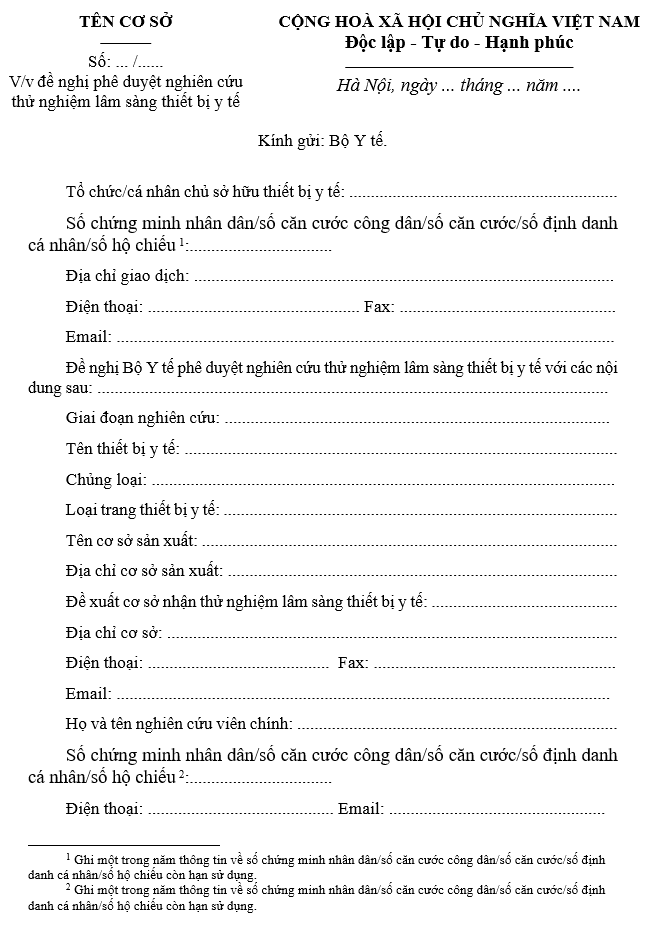 TÊN CƠ SỞ
CỘNG HOÀ XÃ HỘI CHỦ NGHĨA VIỆT NAM
Độc lập - Tự do - Hạnh phúc
Số: ... /......
V/v đề nghị phê duyệt nghiên cứu
thử nghiệm lâm sàng thiết bị y tế
Hà Nội, ngày ... tháng ... năm ....
Kính gửi: Bộ Y tế.
Tổ chức/cá nhân chủ sở hữu thiết bị y tế: ............................................................
Số chứng minh nhân dân/số căn cước công dân/số căn cước/số định danh
cá nhân/số hộ chiếu 1:................................
Địa chỉ giao dịch: ...............................................................................................
Điện thoại: ................................................ Fax: .................................................
Email: .................................................................................................................
Đề nghị Bộ Y tế phê duyệt nghiên cứu thử nghiệm lâm sàng thiết bị y tế với các nội
dung sau: ....................................................................................................................
Giai đoạn nghiên cứu: .......................................................................................
Tên thiết bị y tế: ..................................................................................................
Chủng loại: .........................................................................................................
Loại trang thiết bị y tế: .........................................................................................
Tên cơ sở sản xuất: ..............................................................................................
Địa chỉ cơ sở sản xuất: ........................................................................................
Đề xuất cơ sở nhận thử nghiệm lâm sàng thiết bị y tế: ..........................................
Địa chỉ cơ sở: ......................................................................................................
Điện thoại: ......................................... Fax: .......................................................
Email: ................................................................................................................
Họ và tên nghiên cứu viên chính: .........................................................................
Số chứng minh nhân dân/số căn cước công dân/số căn cước/số định danh
cá nhân/số hộ chiếu 2:................................
Điện thoại: .......................................... Email: .................................................
1 Ghi một trong năm thông tin về số chứng minh nhân dân/số căn cước công dân/số căn cước/số định
danh cá nhân/số hộ chiếu còn hạn sử dụng.
2 Ghi một trong năm thông tin về số chứng minh nhân dân/số căn cước công dân/số căn cước/số định
danh cá nhân/số hộ chiếu còn hạn sử dụng.